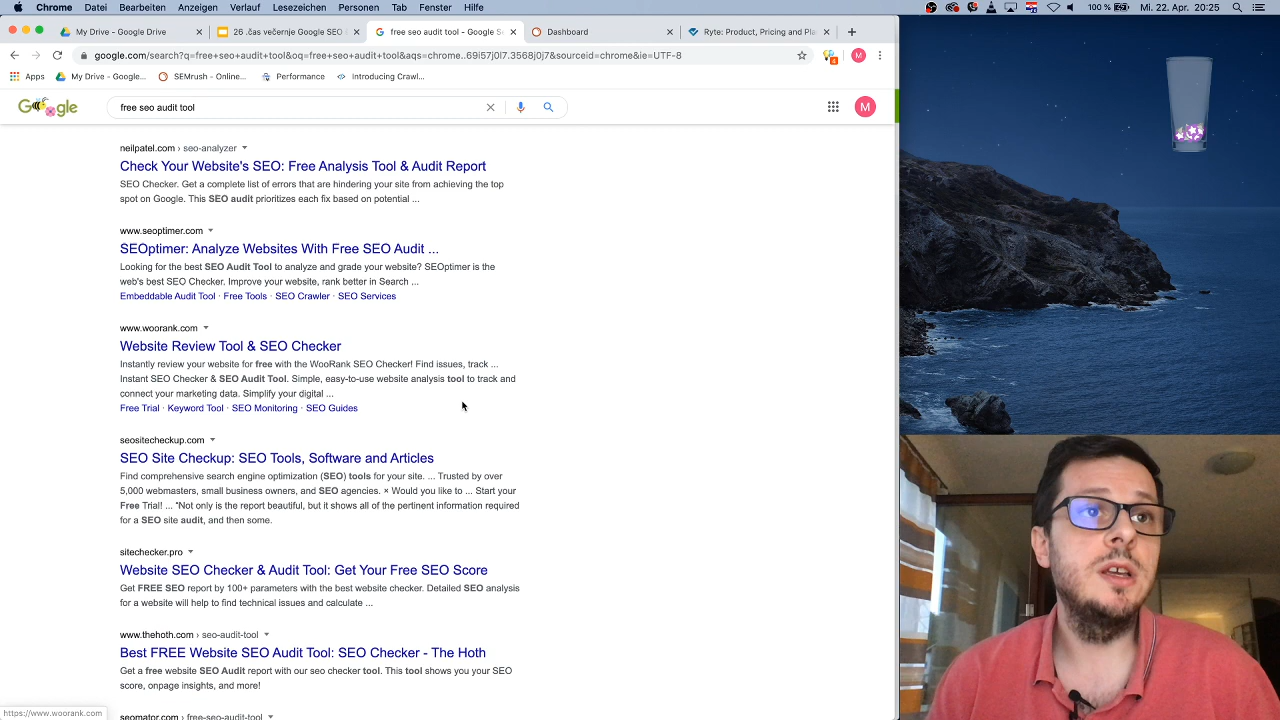 Chrome Datei Bearbeiten Anzeigen Verlauf Lesezeichen Personen Tab Fenster Hilfe 100 % Mi. 22. Apr. 20:25
My Drive - Google Drive 26 .čas večernje Google SEO free seo audit tool - Google Se Dashboard Ryte: Product, Pricing and Pla
google.com/search?q=free+seo+audit+tool&oq=free+seo+audit+tool&aqs=chrome..69i57j0l7.3568j0j7&sourceid=chrome&ie=UTF-8 M
Apps My Drive - Google... SEMrush - Online... Performance Introducing Crawl...
Google free seo audit tool M
neilpatel.com › seo-analyzer
Check Your Website's SEO: Free Analysis Tool & Audit Report
SEO Checker. Get a complete list of errors that are hindering your site from achieving the top
spot on Google. This SEO audit prioritizes each fix based on potential ...
www.seoptimer.com
SEOptimer: Analyze Websites With Free SEO Audit ...
Looking for the best SEO Audit Tool to analyze and grade your website? SEOptimer is the
web's best SEO Checker. Improve your website, rank better in Search ...
Embeddable Audit Tool · Free Tools · SEO Crawler · SEO Services
www.woorank.com
Website Review Tool & SEO Checker
Instantly review your website for free with the WooRank SEO Checker! Find issues, track ...
Instant SEO Checker & SEO Audit Tool. Simple, easy-to-use website analysis tool to track and
connect your marketing data. Simplify your digital ...
Free Trial · Keyword Tool · SEO Monitoring · SEO Guides
seositecheckup.com
SEO Site Checkup: SEO Tools, Software and Articles
Find comprehensive search engine optimization (SEO) tools for your site. ... Trusted by over
5,000 webmasters, small business owners, and SEO agencies. × Would you like to ... Start your
Free Trial! ... "Not only is the report beautiful, but it shows all of the pertinent information required
for a SEO site audit, and then some.
sitechecker.pro
Website SEO Checker & Audit Tool: Get Your Free SEO Score
Get FREE SEO report by 100+ parameters with the best website checker. Detailed SEO analysis
for a website will help to find technical issues and calculate ...
www.thehoth.com › seo-audit-tool
Best FREE Website SEO Audit Tool: SEO Checker - The Hoth
Get a free website SEO Audit report with our seo checker tool. This tool shows you your SEO
score, onpage insights, and more!
seomator.com › free-seo-audit-tool
https://www.woorank.com